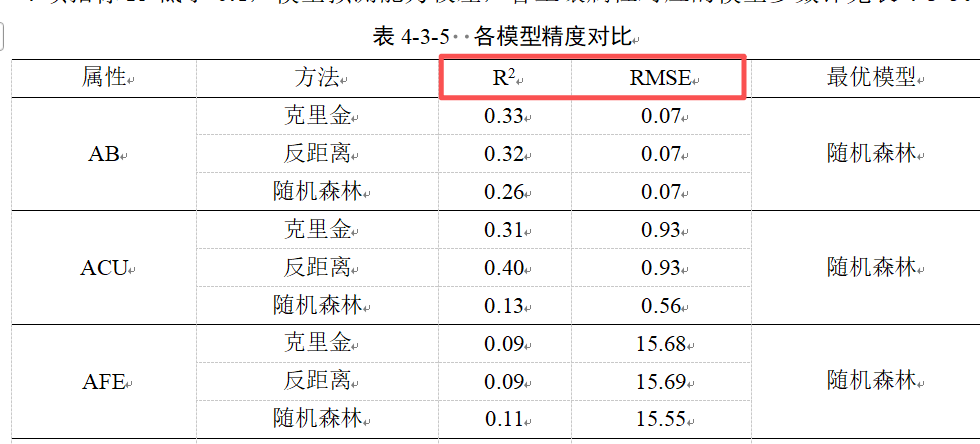 表 4-3-5 各模型精度对比
属性 方法 R² RMSE 最优模型
AB 克里金 0.33 0.07 随机森林
反距离 0.32 0.07
随机森林 0.26 0.07
ACU 克里金 0.31 0.93 随机森林
反距离 0.40 0.93
随机森林 0.13 0.56
AFE 克里金 0.09 15.68 随机森林
反距离 0.09 15.69
随机森林 0.11 15.55